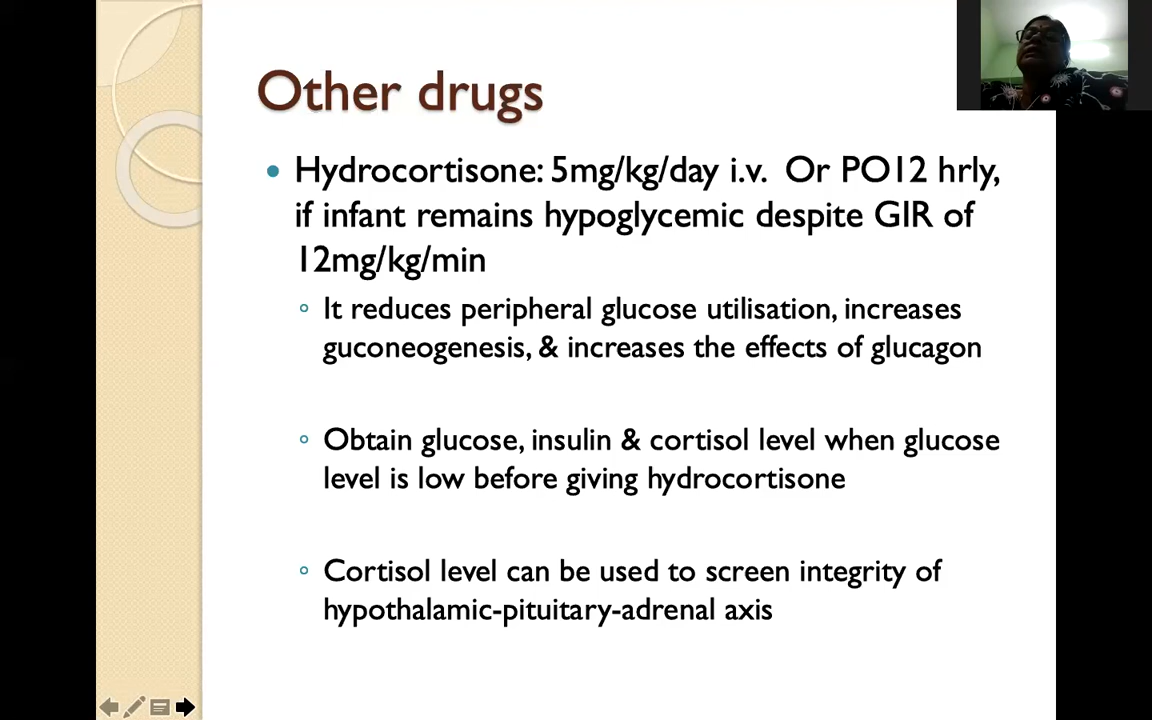 Other drugs
Hydrocortisone: 5mg/kg/day i.v. Or PO12 hrly,
if infant remains hypoglycemic despite GIR of
12mg/kg/min
It reduces peripheral glucose utilisation, increases
guconeogenesis, & increases the effects of glucagon
Obtain glucose, insulin & cortisol level when glucose
level is low before giving hydrocortisone
Cortisol level can be used to screen integrity of
hypothalamic-pituitary-adrenal axis